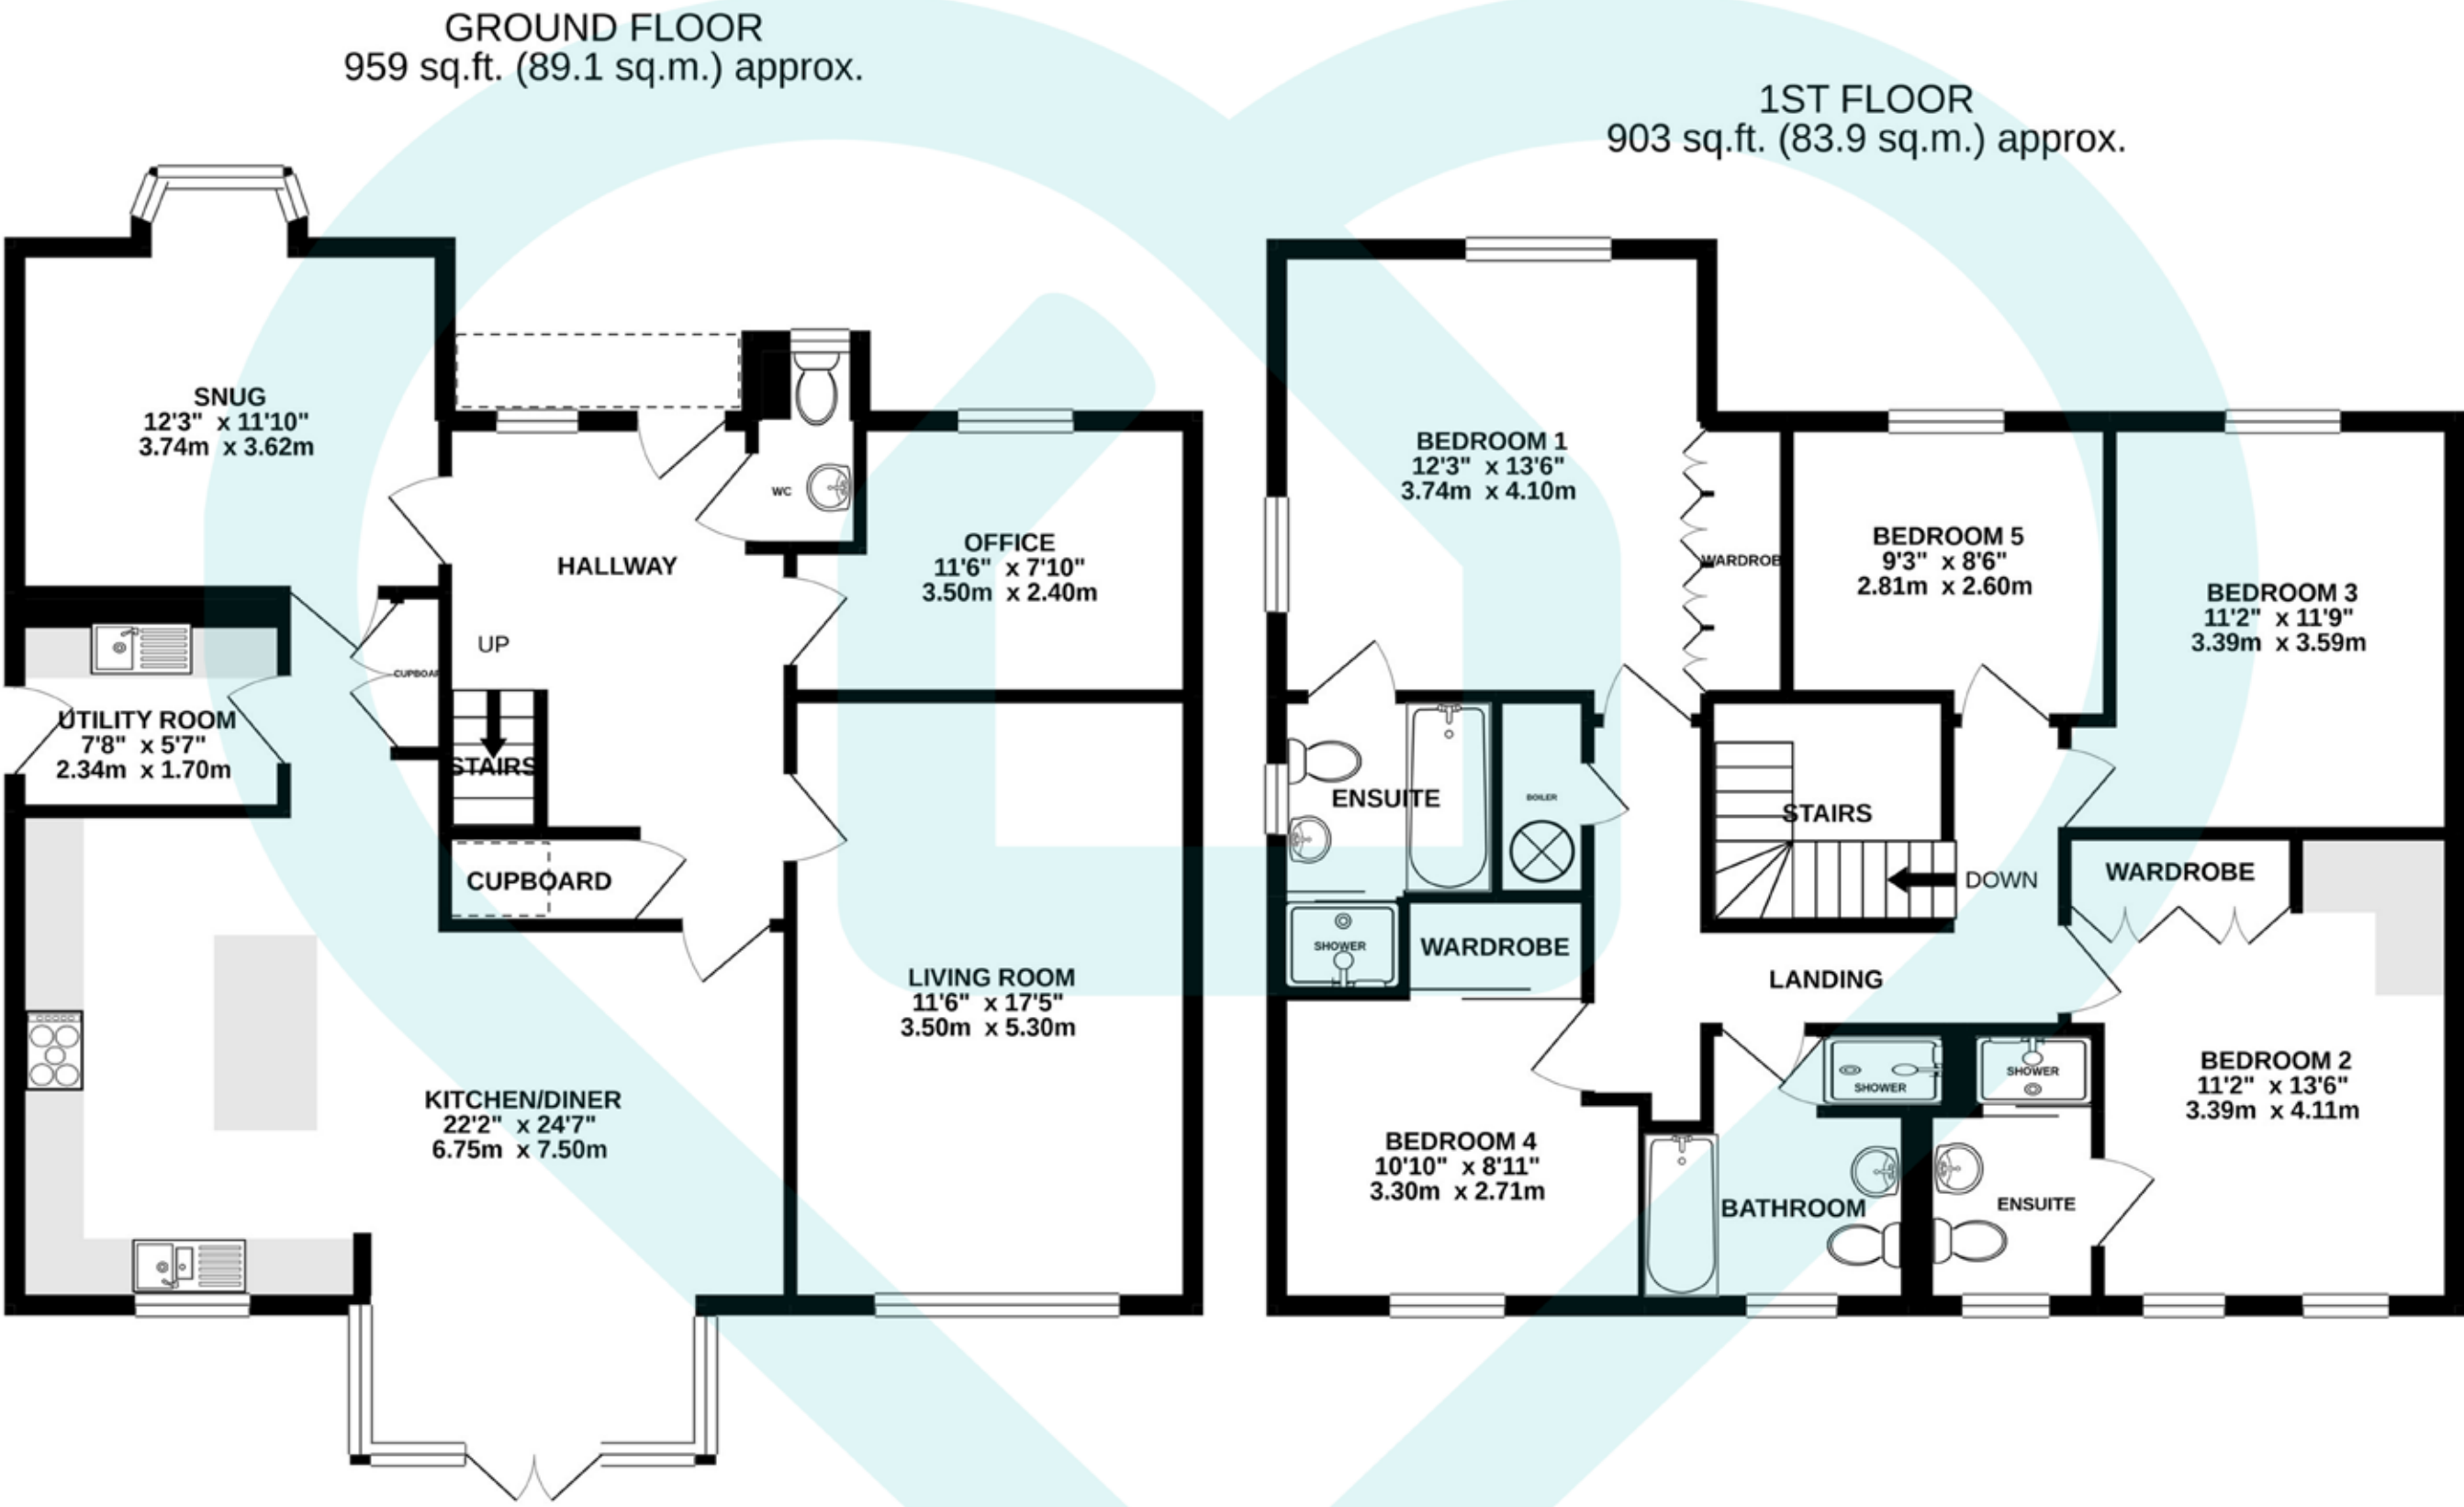 GROUND FLOOR
959 sq.ft. (89.1 sq.m.) approx.
SNUG
12'3" x 11'10"
3.74m x 3.62m
WC
HALLWAY
OFFICE
11'6" x 7'10"
3.50m x 2.40m
UP
CUPBOAR
UTILITY ROOM
7'8" x 5'7"
2.34m x 1.70m
STAIRS
CUPBOARD
LIVING ROOM
11'6" x 17'5"
3.50m x 5.30m
KITCHEN/DINER
22'2" x 24'7"
6.75m x 7.50m
1ST FLOOR
903 sq.ft. (83.9 sq.m.) approx.
BEDROOM 1
12'3" x 13'6"
3.74m x 4.10m
WARDROB
BEDROOM 5
9'3" x 8'6"
2.81m x 2.60m
BEDROOM 3
11'2" x 11'9"
3.39m x 3.59m
ENSUITE
BOILER
STAIRS
DOWN
WARDROBE
SHOWER
WARDROBE
LANDING
BEDROOM 2
11'2" x 13'6"
3.39m x 4.11m
SHOWER
SHOWER
BEDROOM 4
10'10" x 8'11"
3.30m x 2.71m
BATHROOM
ENSUITE